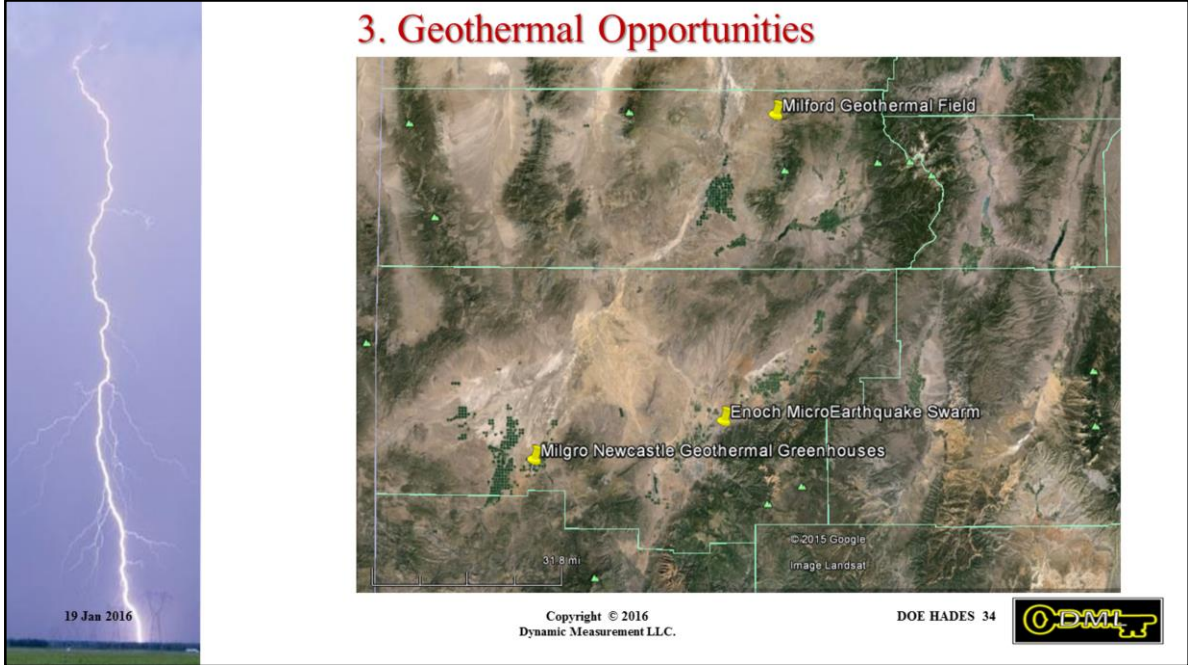 3. Geothermal Opportunities
Milford Geothermal Field
Enoch MicroEarthquake Swarm
Milgro Newcastle Geothermal Greenhouses
© 2015 Google
Image Landsat
31.8 mi
19 Jan 2016
Copyright © 2016
Dynamic Measurement LLC.
DOE HADES 34
DML